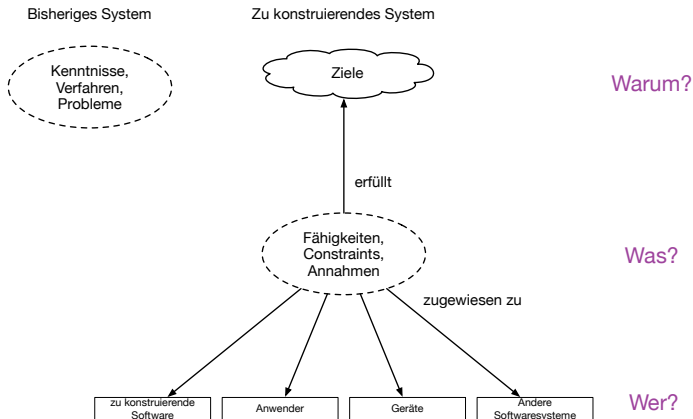 Bisheriges System
Zu konstruierendes System
Kenntnisse,
Verfahren,
Probleme
Ziele
Warum?
erfüllt
Fähigkeiten,
Constraints,
Annahmen
Was?
zugewiesen zu
zu konstruierende
Software
Anwender
Geräte
Andere
Softwaresysteme
Wer?